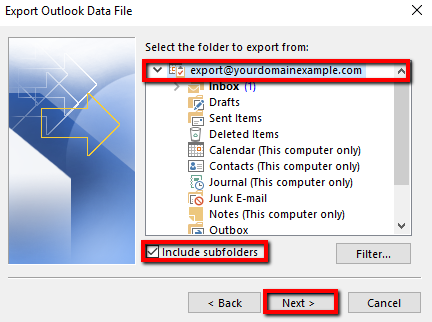 Export Outlook Data File
Select the folder to export from:
export@yourdomainexample.com
Inbox (1)
Drafts
Sent Items
Deleted Items
Calendar (This computer only)
Contacts (This computer only)
Journal (This computer only)
Junk E-mail
Notes (This computer only)
Outbox
Include subfolders
Filter...
< Back
Next >
Cancel